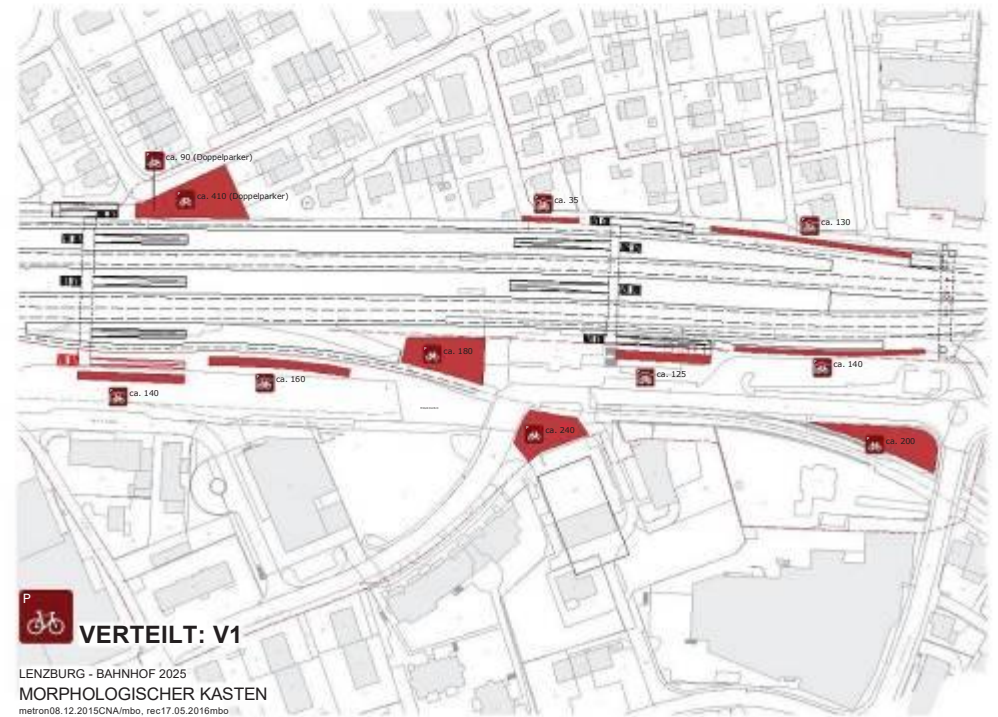 ca. 90 (Doppelparker)
ca. 410 (Doppelparker)
ca. 35
ca. 130
ca. 180
ca. 160
ca. 140
ca. 125
ca. 140
ca. 240
ca. 200
P
VERTEILT: V1
LENZBURG - BAHNHOF 2025
MORPHOLOGISCHER KASTEN
metron08.12.2015CNA/mbo, rec17.05.2016mbo